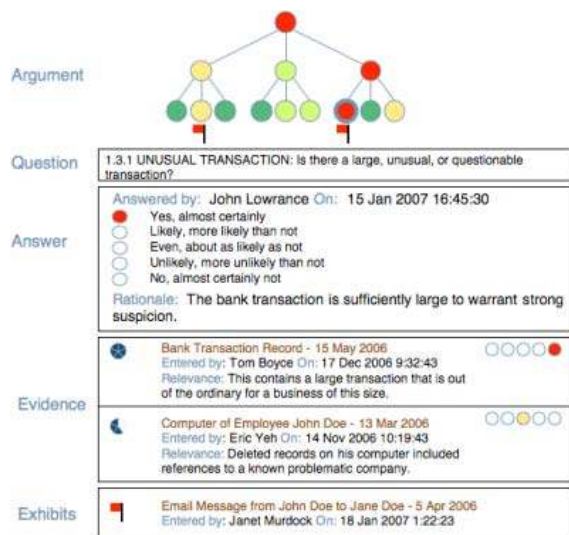 Argument
Question
1.3.1 UNUSUAL TRANSACTION: Is there a large, unusual, or questionable
transaction?
Answer
Answered by: John Lowrance On: 15 Jan 2007 16:45:30
Yes, almost certainly
Likely, more likely than not
Even, about as likely as not
Unlikely, more unlikely than not
No, almost certainly not
Rationale: The bank transaction is sufficiently large to warrant strong
suspicion.
Evidence
Bank Transaction Record - 15 May 2006
Entered by: Tom Boyce On: 17 Dec 2006 9:32:43
Relevance: This contains a large transaction that is out
of the ordinary for a business of this size.
Computer of Employee John Doe - 13 Mar 2006
Entered by: Eric Yeh On: 14 Nov 2006 10:19:43
Relevance: Deleted records on his computer included
references to a known problematic company.
Exhibits
Email Message from John Doe to Jane Doe - 5 Apr 2006
Entered by: Janet Murdock On: 18 Jan 2007 1:22:23